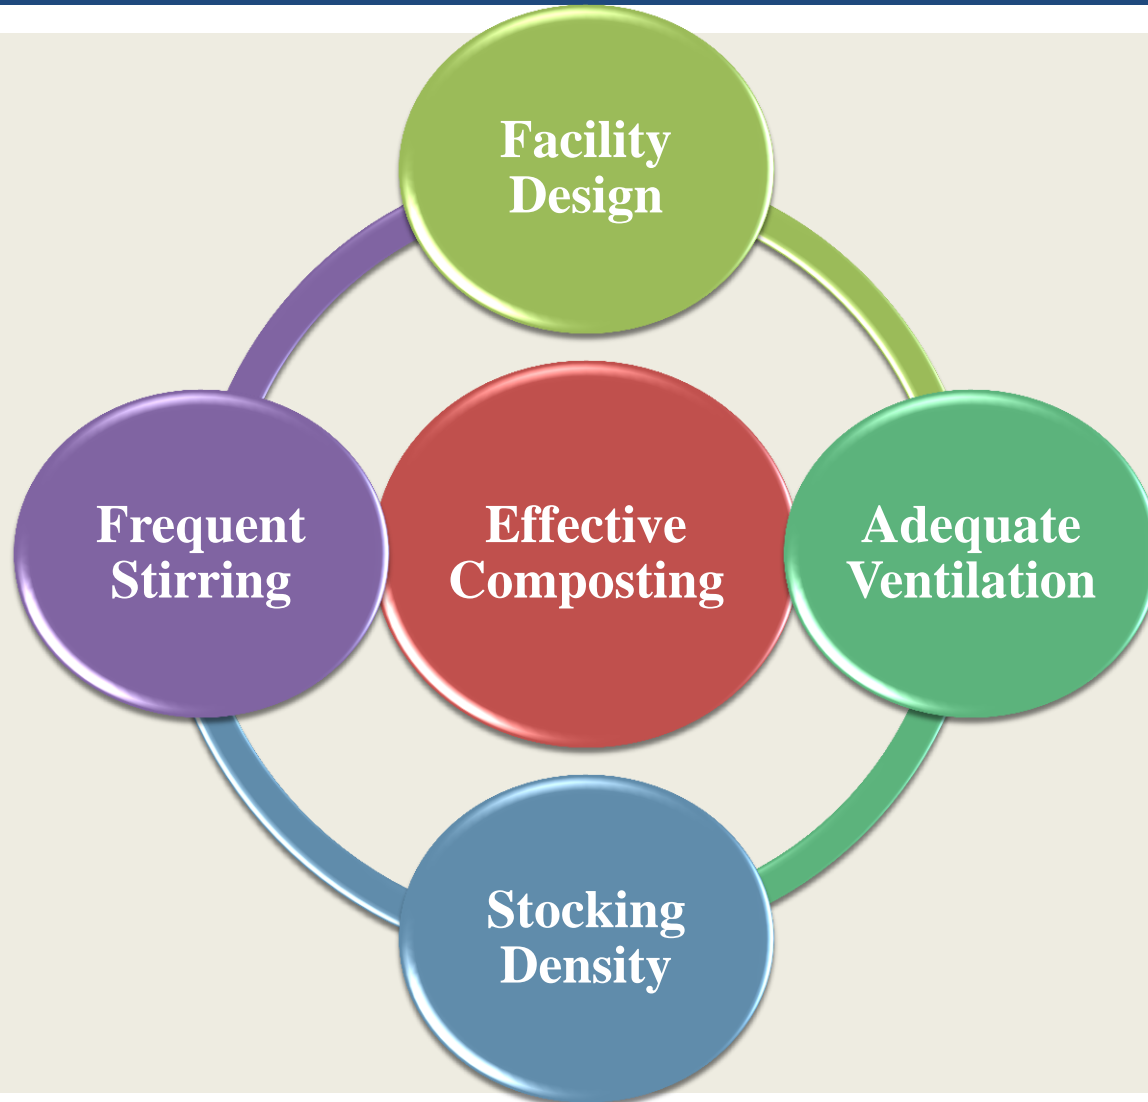 Facility
Design
Frequent
Stirring
Effective
Composting
Adequate
Ventilation
Stocking
Density